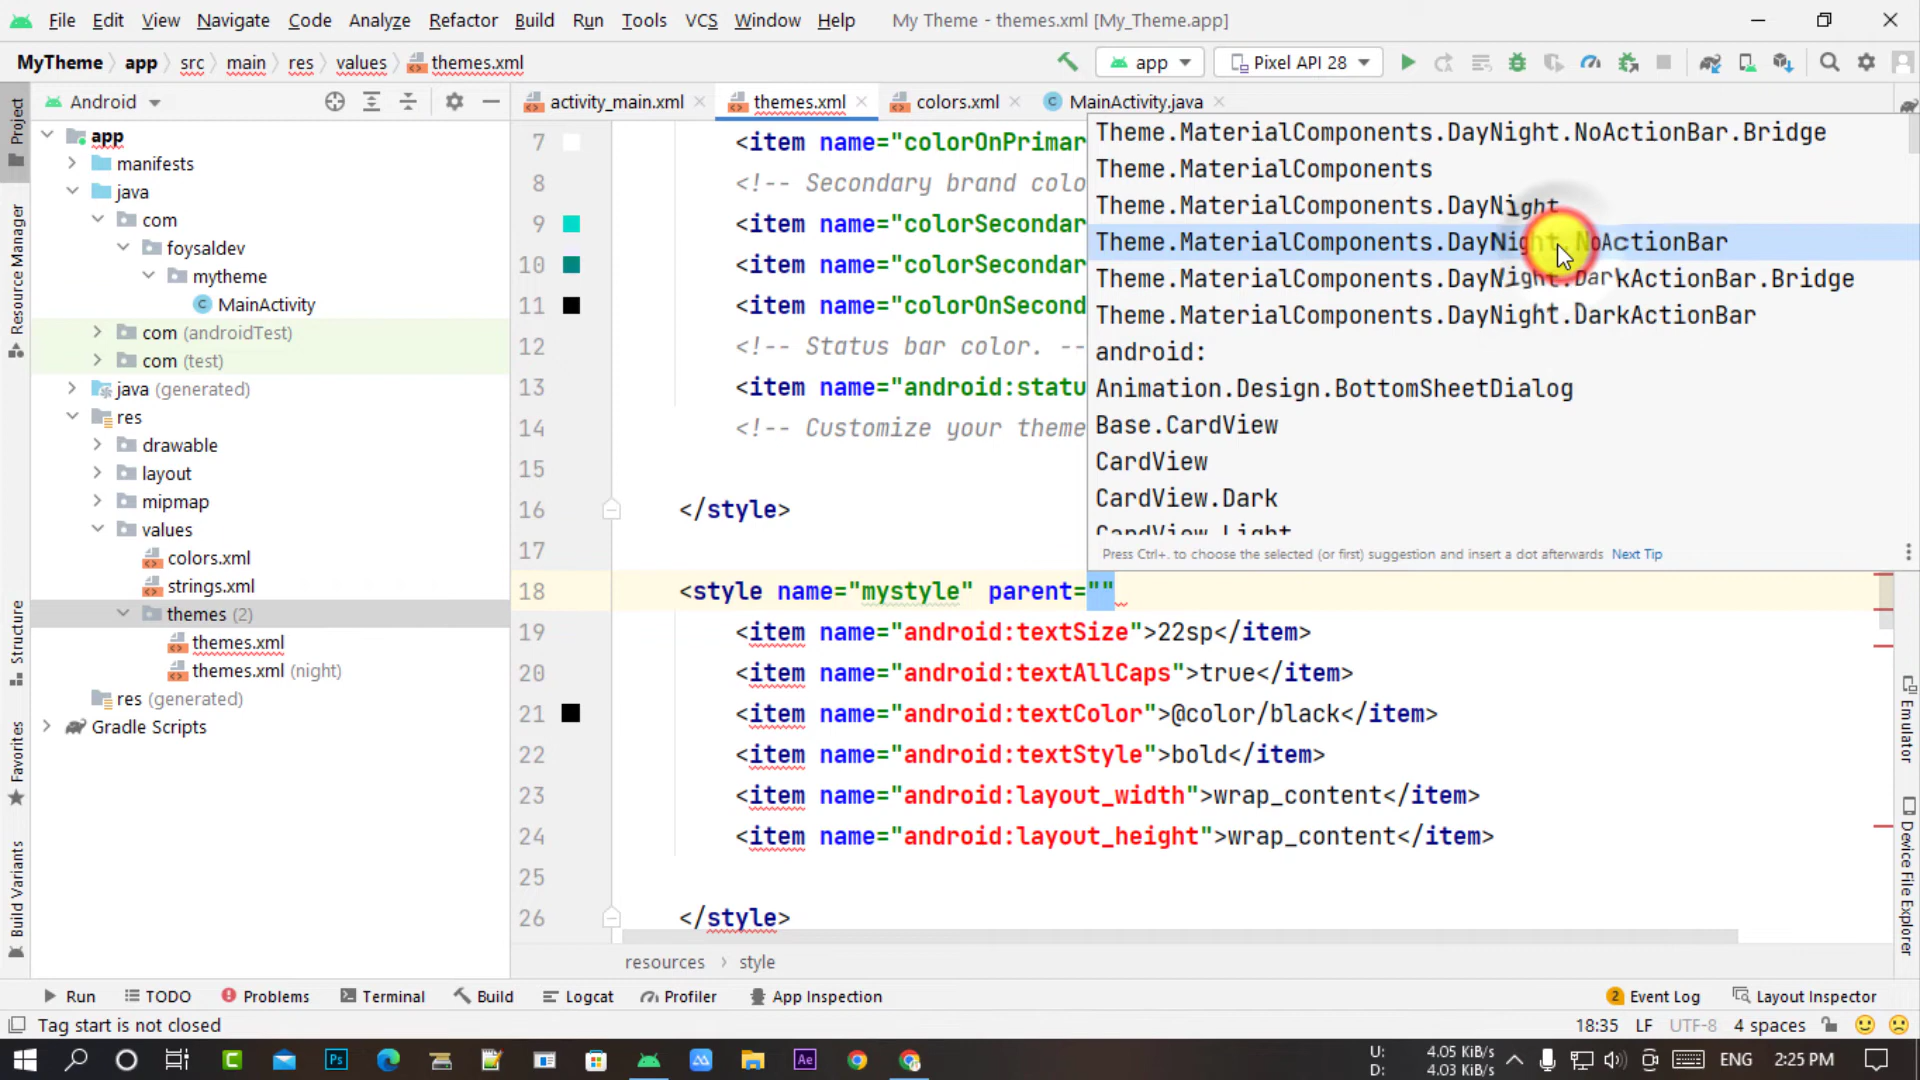 File Edit View Navigate Code Analyze Refactor Build Run Tools VCS Window Help My Theme - themes.xml [My_Theme.app]
MyTheme app src main res values themes.xml app Pixel API 28
Project
Android
activity_main.xml themes.xml colors.xml MainActivity.java
app
manifests
java
com
foysaldev
mytheme
MainActivity
com (androidTest)
com (test)
java (generated)
res
drawable
layout
mipmap
values
colors.xml
strings.xml
themes (2)
themes.xml
themes.xml (night)
res (generated)
Gradle Scripts
Resource Manager
Structure
Favorites
Build Variants
7 <item name="colorOnPrimar
8 <!-- Secondary brand colo
9 <item name="colorSecondar
10 <item name="colorSecondar
11 <item name="colorOnSecond
12 <!-- Status bar color. --
13 <item name="android:statu
14 <!-- Customize your theme
15
16 </style>
17
18 <style name="mystyle" parent=""
19 <item name="android:textSize">22sp</item>
20 <item name="android:textAllCaps">true</item>
21 <item name="android:textColor">@color/black</item>
22 <item name="android:textStyle">bold</item>
23 <item name="android:layout_width">wrap_content</item>
24 <item name="android:layout_height">wrap_content</item>
25
26 </style>
Theme.MaterialComponents.DayNight.NoActionBar.Bridge
Theme.MaterialComponents
Theme.MaterialComponents.DayNight
Theme.MaterialComponents.DayNight.NoActionBar
Theme.MaterialComponents.DayNight.DarkActionBar.Bridge
Theme.MaterialComponents.DayNight.DarkActionBar
android:
Animation.Design.BottomSheetDialog
Base.CardView
CardView
CardView.Dark
CardView.Light
Press Ctrl+. to choose the selected (or first) suggestion and insert a dot afterwards Next Tip
Emulator
Device File Explorer
resources › style
Run TODO Problems Terminal Build Logcat Profiler App Inspection 2 Event Log Layout Inspector
Tag start is not closed 18:35 LF UTF-8 4 spaces
Ps Ae U: 4.05 KiB/s ENG 2:25 PM
D: 4.03 KiB/s